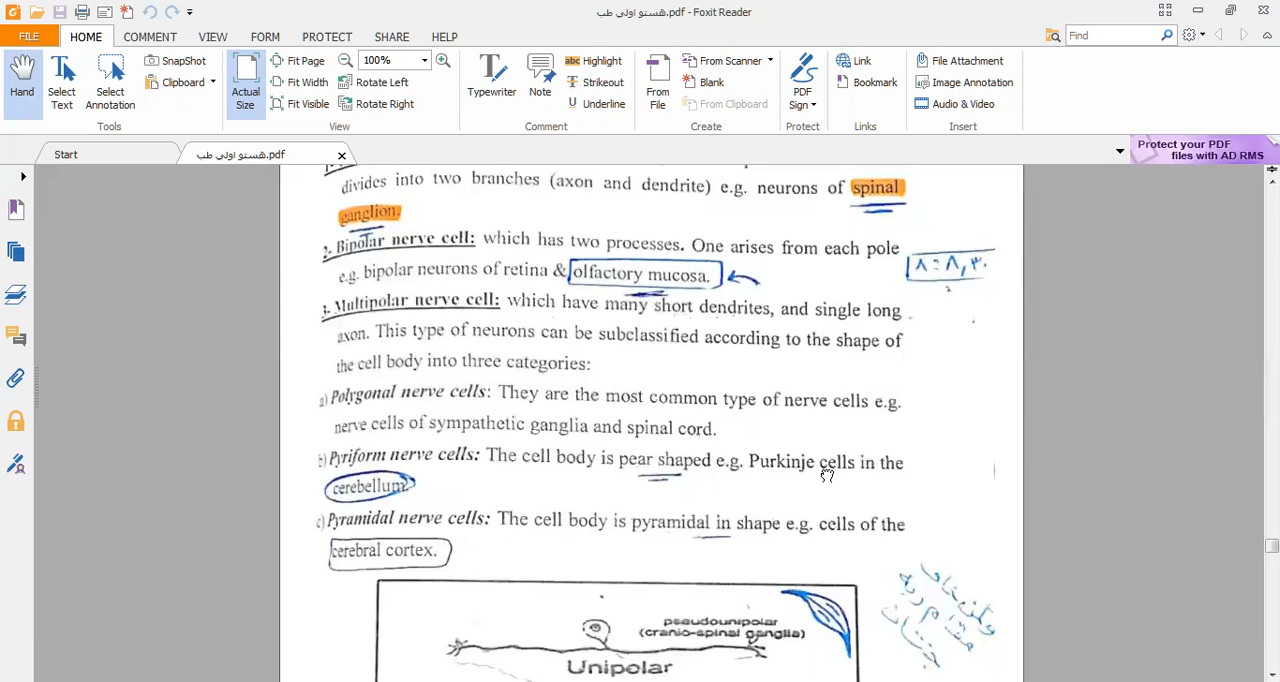 هستو اولي طب.pdf - Foxit Reader
FILE HOME COMMENT VIEW FORM PROTECT SHARE HELP
Find
Hand
Select Text
Select Annotation
SnapShot
Clipboard
Tools
Actual Size
Fit Page
Fit Width
Fit Visible
100%
Rotate Left
Rotate Right
View
Typewriter
Note
Highlight
Strikeout
Underline
Comment
From File
From Scanner
Blank
From Clipboard
Create
PDF Sign
Protect
Link
Bookmark
Links
File Attachment
Image Annotation
Audio & Video
Insert
Start
هستو اولي طب.pdf
Protect your PDF
files with AD RMS
divides into two branches (axon and dendrite) e.g. neurons of spinal
ganglion.
2- Bipolar nerve cell: which has two processes. One arises from each pole
e.g. bipolar neurons of retina & olfactory mucosa.
3- Multipolar nerve cell: which have many short dendrites, and single long
axon. This type of neurons can be subclassified according to the shape of
the cell body into three categories:
a) Polygonal nerve cells: They are the most common type of nerve cells e.g.
nerve cells of sympathetic ganglia and spinal cord.
b) Pyriform nerve cells: The cell body is pear shaped e.g. Purkinje cells in the
cerebellum.
c) Pyramidal nerve cells: The cell body is pyramidal in shape e.g. cells of the
cerebral cortex.
pseudounipolar
(cranio-spinal ganglia)
Unipolar